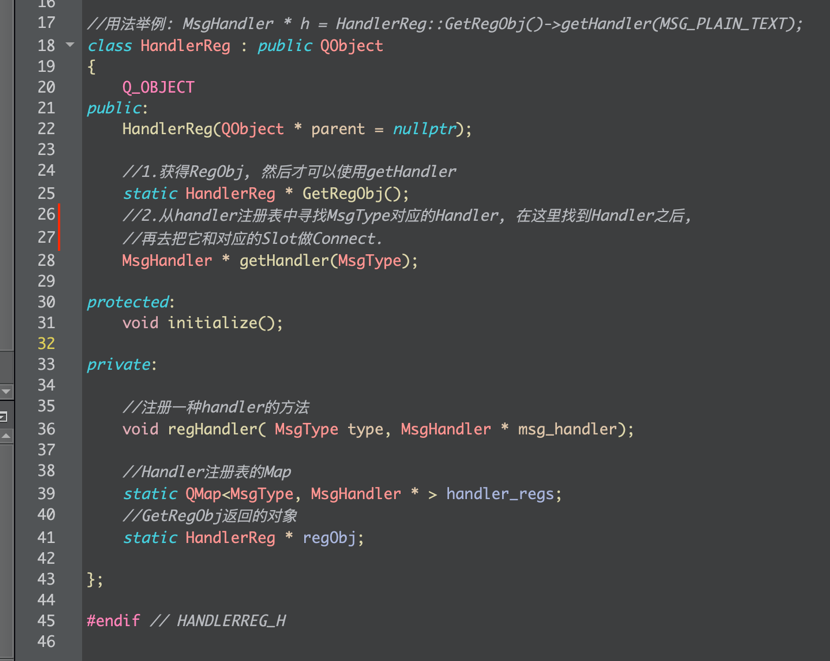 16
17 //用法举例: MsgHandler * h = HandlerReg::GetRegObj()->getHandler(MSG_PLAIN_TEXT);
18 class HandlerReg : public QObject
19 {
20 Q_OBJECT
21 public:
22 HandlerReg(QObject * parent = nullptr);
23
24 //1.获得RegObj, 然后才可以使用getHandler
25 static HandlerReg * GetRegObj();
26 //2.从handler注册表中寻找MsgType对应的Handler, 在这里找到Handler之后,
27 //再去把它和对应的Slot做Connect.
28 MsgHandler * getHandler(MsgType);
29
30 protected:
31 void initialize();
32
33 private:
34
35 //注册一种handler的方法
36 void regHandler( MsgType type, MsgHandler * msg_handler);
37
38 //Handler注册表的Map
39 static QMap<MsgType, MsgHandler * > handler_regs;
40 //GetRegObj返回的对象
41 static HandlerReg * regObj;
42
43 };
44
45 #endif // HANDLERREG_H
46